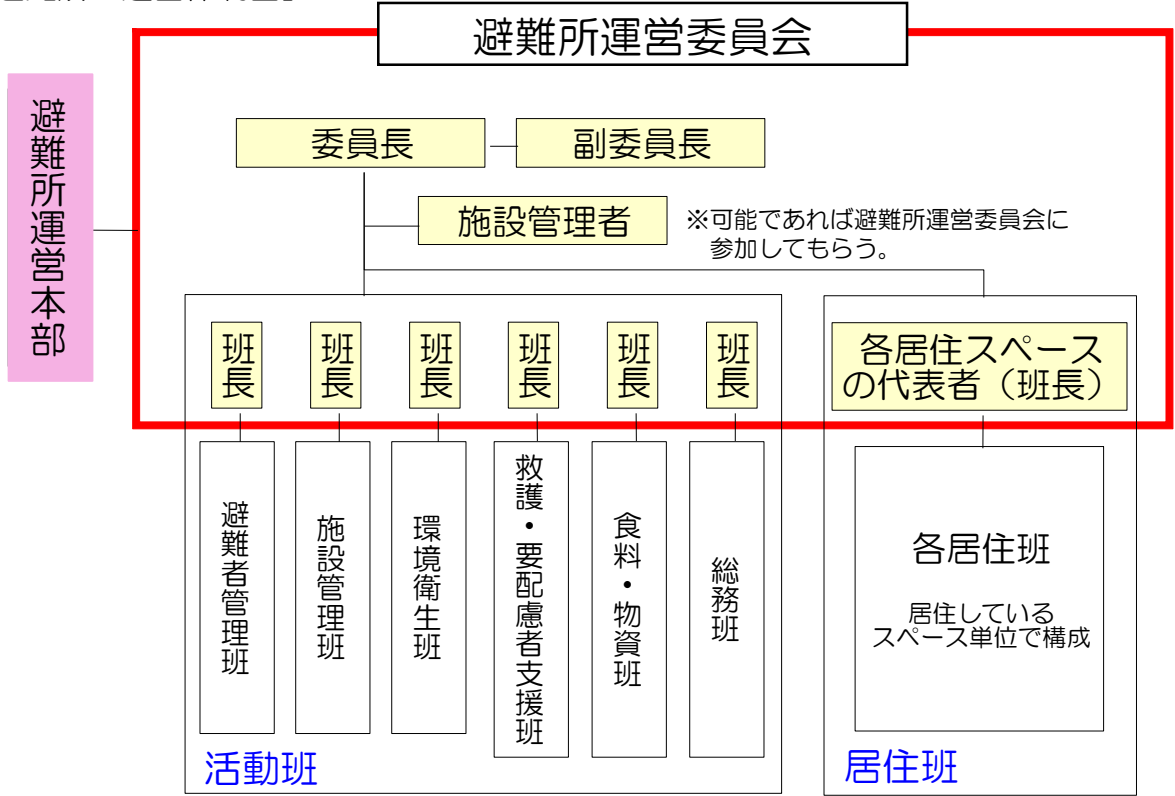 避難所運営委員会
避難所運営本部
委員長
副委員長
施設管理者
※可能であれば避難所運営委員会に
参加してもらう。
班長
班長
班長
班長
班長
班長
各居住スペース
の代表者（班長）
避難者管理班
施設管理班
環境衛生班
救護・要配慮者支援班
食料・物資班
総務班
各居住班
居住している
スペース単位で構成
活動班
居住班